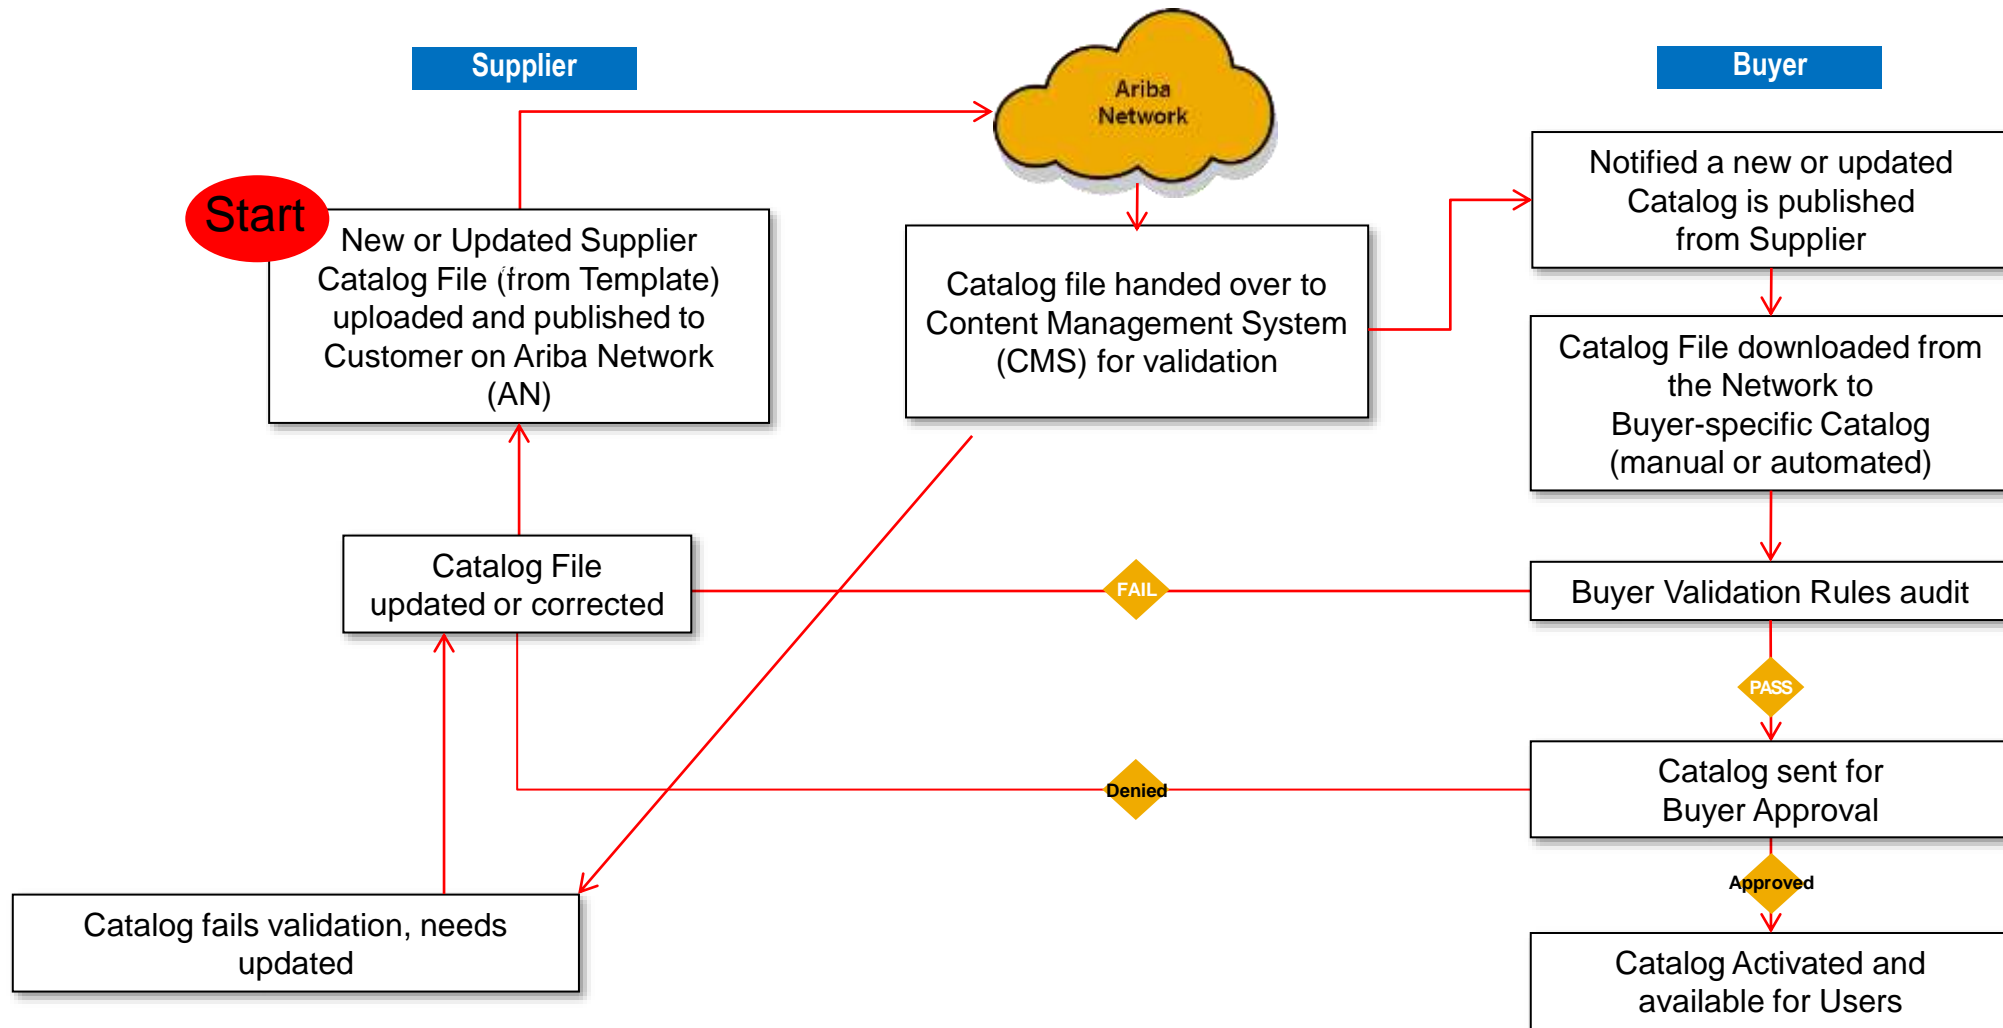 Supplier
Ariba
Network
Buyer
Start
New or Updated Supplier
Catalog File (from Template)
uploaded and published to
Customer on Ariba Network
(AN)
Catalog file handed over to
Content Management System
(CMS) for validation
Notified a new or updated
Catalog is published
from Supplier
Catalog File downloaded from
the Network to
Buyer-specific Catalog
(manual or automated)
Catalog File
updated or corrected
FAIL
Buyer Validation Rules audit
PASS
Denied
Catalog sent for
Buyer Approval
Approved
Catalog fails validation, needs
updated
Catalog Activated and
available for Users